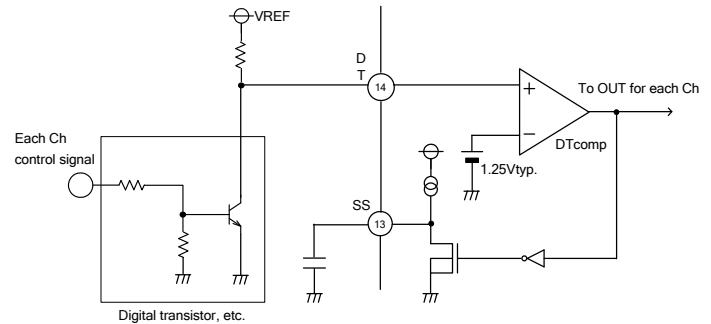 VREF
D
T
14
To OUT for each Ch
+
−
DTcomp
1.25Vtyp.
Each Ch
control signal
SS
13
Digital transistor, etc.